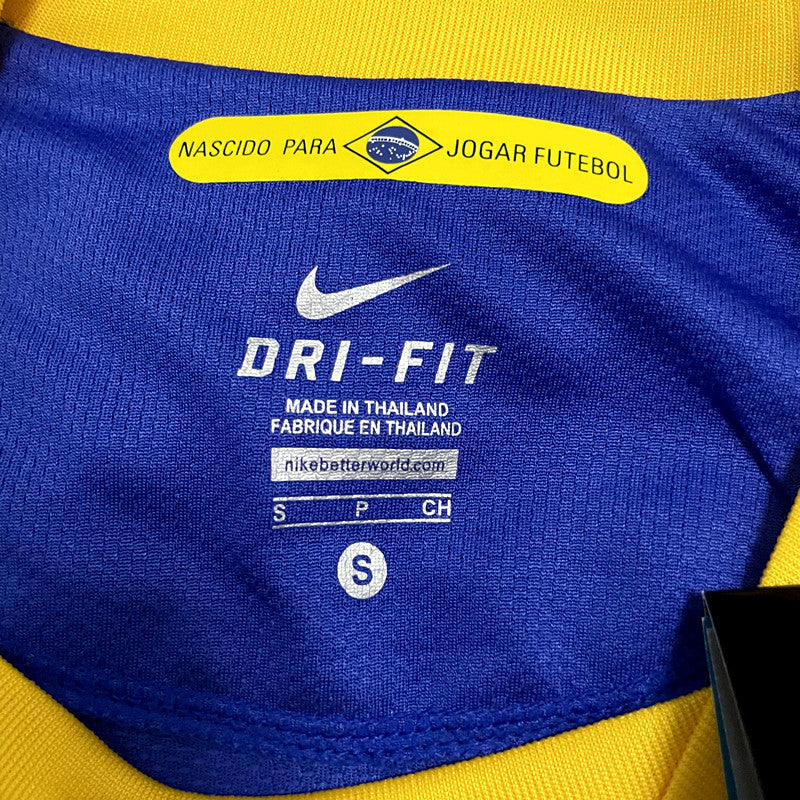 NASCIDO PARA JOGAR FUTEBOL
DRI-FIT
MADE IN THAILAND
FABRIQUE EN THAILAND
nikebetterworld.com
S P CH
S